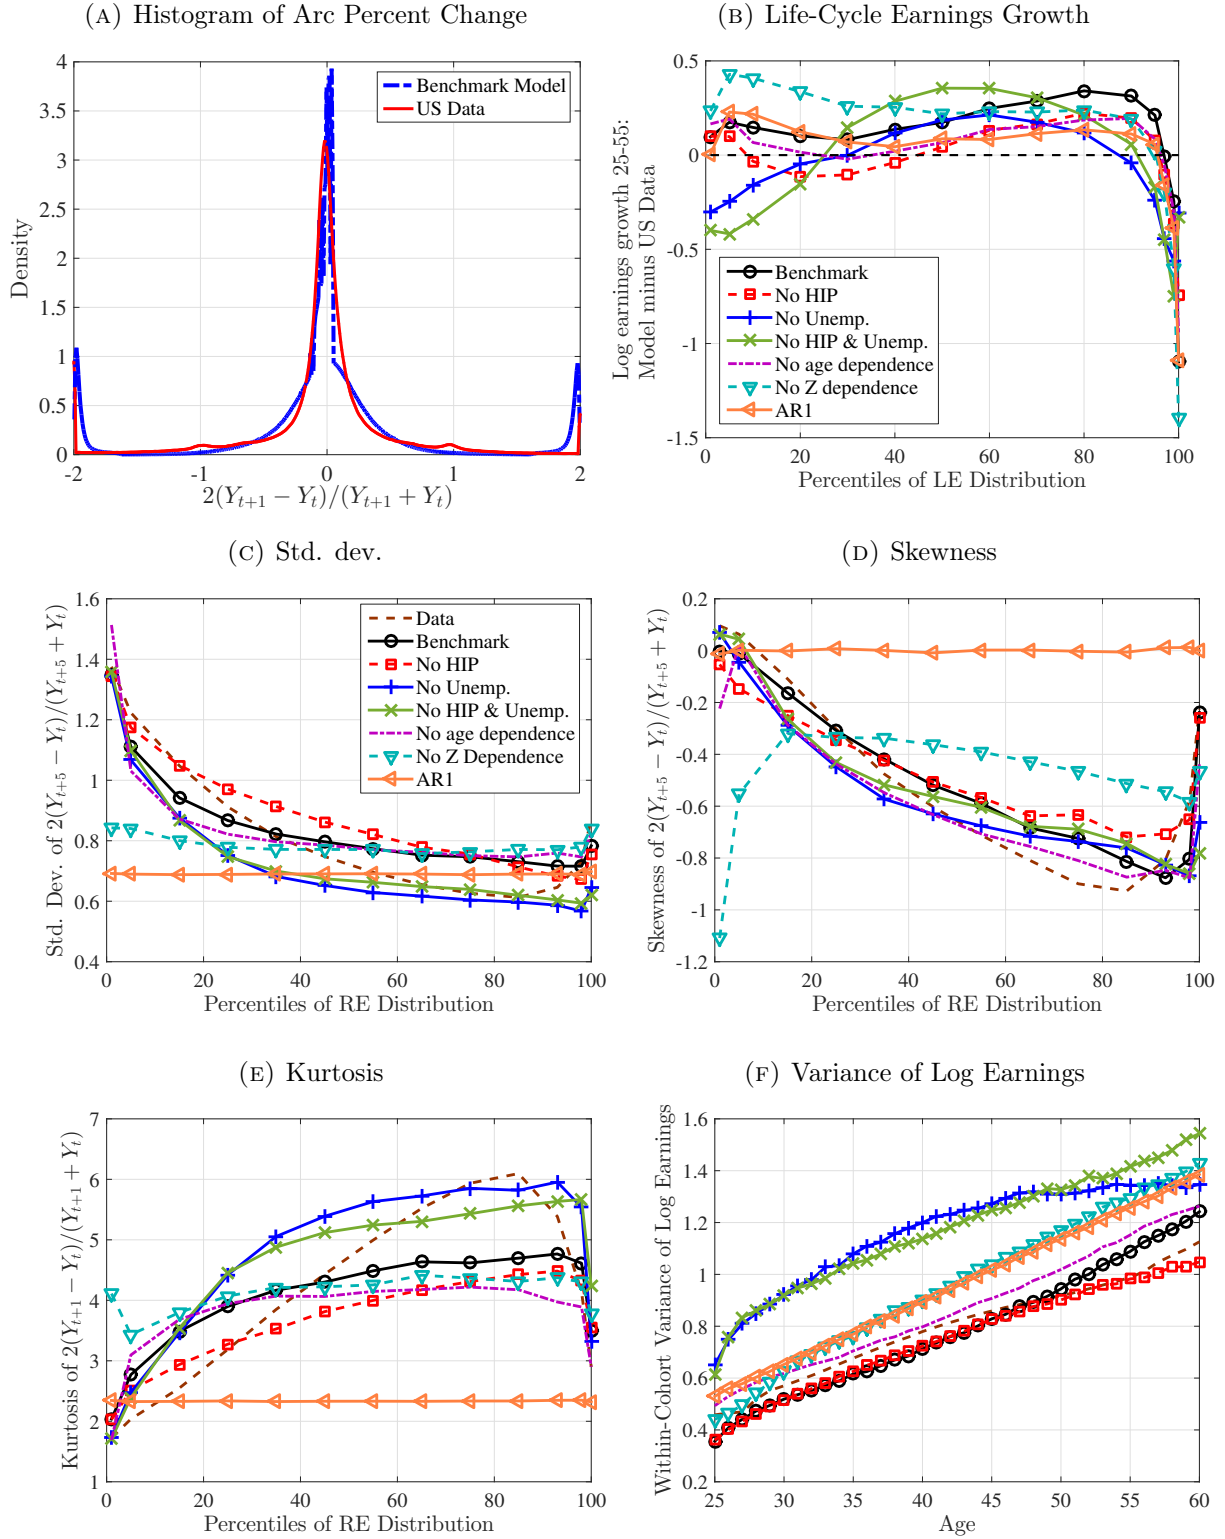 (A) Histogram of Arc Percent Change
4
3.5
3
2.5
2
1.5
1
0.5
0
Density
Benchmark Model
US Data
-2
-1
0
1
2
2(Y_{t+1} − Y_t)/(Y_{t+1} + Y_t)
(B) Life-Cycle Earnings Growth
0.5
0
-0.5
-1
-1.5
Log earnings growth 25-55:
Model minus US Data
Benchmark
No HIP
No Unemp.
No HIP & Unemp.
No age dependence
No Z dependence
AR1
0
20
40
60
80
100
Percentiles of LE Distribution
(C) Std. dev.
1.6
1.4
1.2
1
0.8
0.6
0.4
Std. Dev. of 2(Y_{t+5} − Y_t)/(Y_{t+5} + Y_t)
Data
Benchmark
No HIP
No Unemp.
No HIP & Unemp.
No age dependence
No Z Dependence
AR1
0
20
40
60
80
100
Percentiles of RE Distribution
(D) Skewness
0.2
0
-0.2
-0.4
-0.6
-0.8
-1
-1.2
Skewness of 2(Y_{t+5} − Y_t)/(Y_{t+5} + Y_t)
0
20
40
60
80
100
Percentiles of RE Distribution
(E) Kurtosis
7
6
5
4
3
2
1
Kurtosis of 2(Y_{t+1} − Y_t)/(Y_{t+1} + Y_t)
0
20
40
60
80
100
Percentiles of RE Distribution
(F) Variance of Log Earnings
1.6
1.4
1.2
1
0.8
0.6
0.4
0.2
Within-Cohort Variance of Log Earnings
25
30
35
40
45
50
55
60
Age